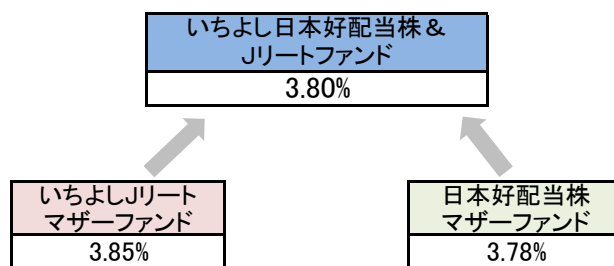 いちよし日本好配当株&
Jリートファンド
3.80%
いちよしJリート
マザーファンド
3.85%
日本好配当株
マザーファンド
3.78%